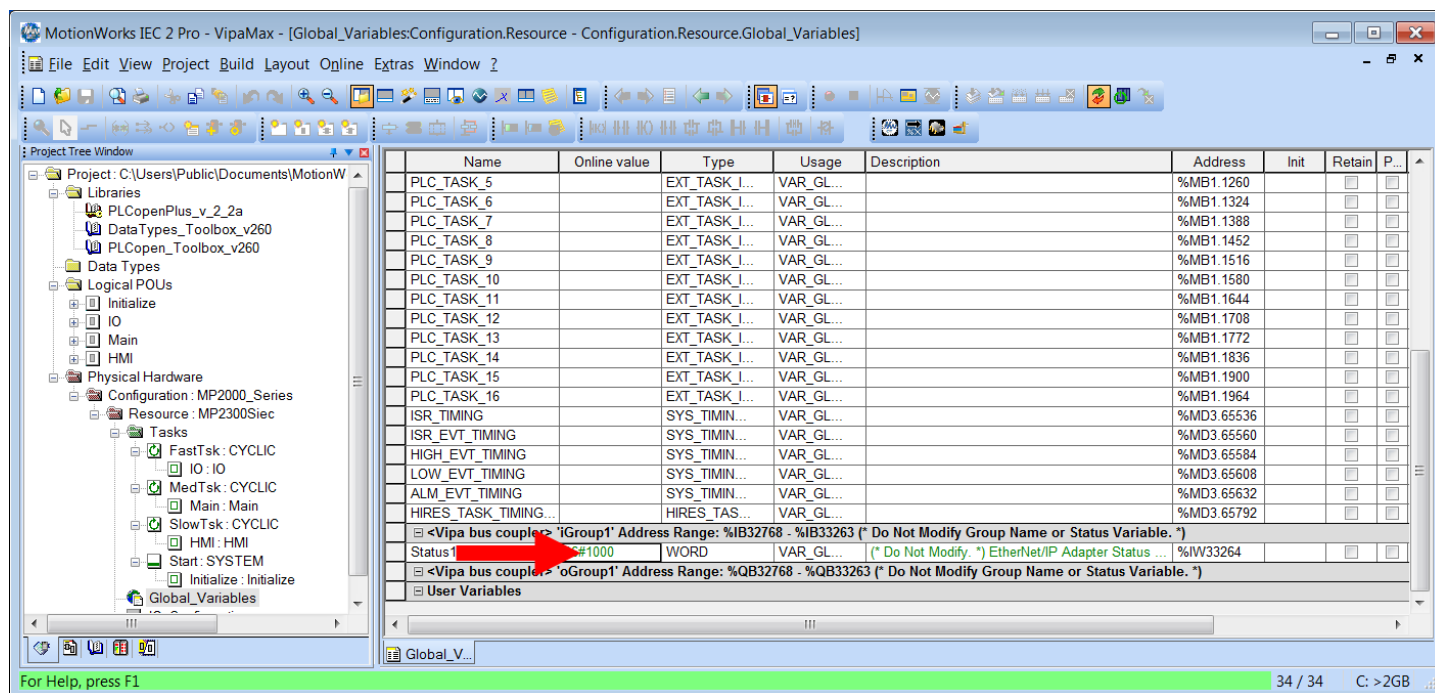 MotionWorks IEC 2 Pro - VipaMax - [Global_Variables:Configuration.Resource - Configuration.Resource.Global_Variables]
File Edit View Project Build Layout Online Extras Window ?
Project Tree Window
Project : C:\Users\Public\Documents\MotionW
Libraries
PLCopenPlus_v_2_2a
DataTypes_Toolbox_v260
PLCopen_Toolbox_v260
Data Types
Logical POUs
Initialize
IO
Main
HMI
Physical Hardware
Configuration : MP2000_Series
Resource : MP2300Siec
Tasks
FastTsk : CYCLIC
IO : IO
MedTsk : CYCLIC
Main : Main
SlowTsk : CYCLIC
HMI : HMI
Start : SYSTEM
Initialize : Initialize
Global_Variables
Name Online value Type Usage Description Address Init Retain P...
PLC_TASK_5 EXT_TASK_I... VAR_GL... %MB1.1260
PLC_TASK_6 EXT_TASK_I... VAR_GL... %MB1.1324
PLC_TASK_7 EXT_TASK_I... VAR_GL... %MB1.1388
PLC_TASK_8 EXT_TASK_I... VAR_GL... %MB1.1452
PLC_TASK_9 EXT_TASK_I... VAR_GL... %MB1.1516
PLC_TASK_10 EXT_TASK_I... VAR_GL... %MB1.1580
PLC_TASK_11 EXT_TASK_I... VAR_GL... %MB1.1644
PLC_TASK_12 EXT_TASK_I... VAR_GL... %MB1.1708
PLC_TASK_13 EXT_TASK_I... VAR_GL... %MB1.1772
PLC_TASK_14 EXT_TASK_I... VAR_GL... %MB1.1836
PLC_TASK_15 EXT_TASK_I... VAR_GL... %MB1.1900
PLC_TASK_16 EXT_TASK_I... VAR_GL... %MB1.1964
ISR_TIMING SYS_TIMIN... VAR_GL... %MD3.65536
ISR_EVT_TIMING SYS_TIMIN... VAR_GL... %MD3.65560
HIGH_EVT_TIMING SYS_TIMIN... VAR_GL... %MD3.65584
LOW_EVT_TIMING SYS_TIMIN... VAR_GL... %MD3.65608
ALM_EVT_TIMING SYS_TIMIN... VAR_GL... %MD3.65632
HIRES_TASK_TIMING... HIRES_TAS... VAR_GL... %MD3.65792
<Vipa bus coupler> 'iGroup1' Address Range: %IB32768 - %IB33263 (* Do Not Modify Group Name or Status Variable. *)
Status1 #1000 WORD VAR_GL... (* Do Not Modify. *) EtherNet/IP Adapter Status ... %IW33264
<Vipa bus coupler> 'oGroup1' Address Range: %QB32768 - %QB33263 (* Do Not Modify Group Name or Status Variable. *)
User Variables
Global_V...
For Help, press F1 34 / 34 C: >2GB